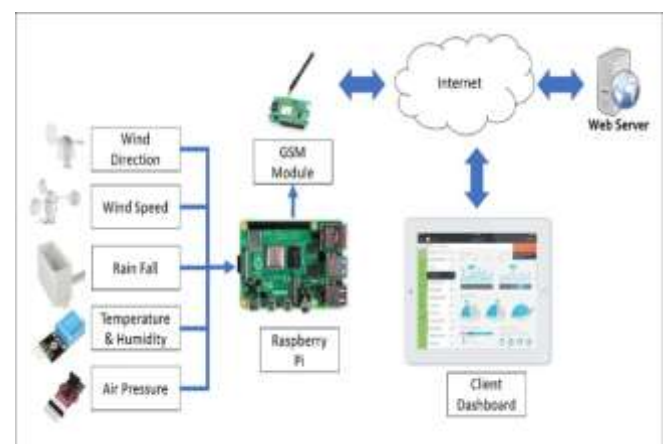 Internet
Web Server
GSM
Module
Wind
Direction
Wind Speed
Rain Fall
Temperature
& Humidity
Air Pressure
Raspberry
Pi
Client
Dashboard